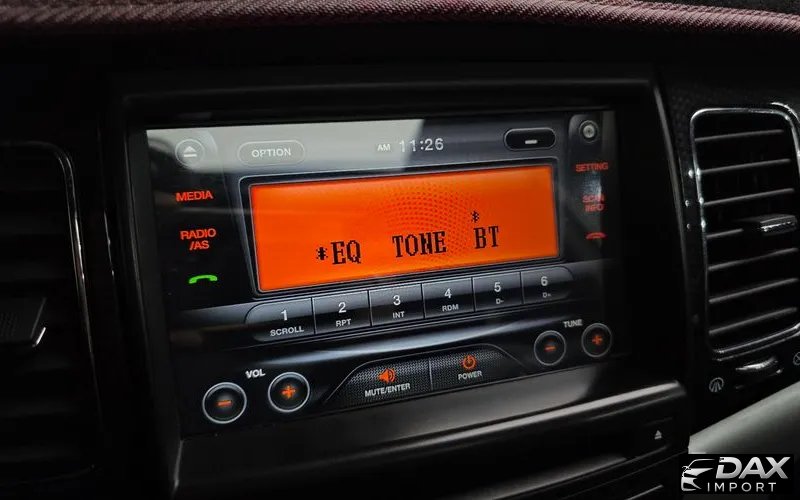 OPTION
AM 11:26
MEDIA
SETTING
RADIO
/AS
SCAN
INFO
*EQ TONE *BT
1 2 3 4 5 6
SCROLL RPT INT RDM D- D+
VOL
TUNE
MUTE/ENTER
POWER
DAX
IMPORT